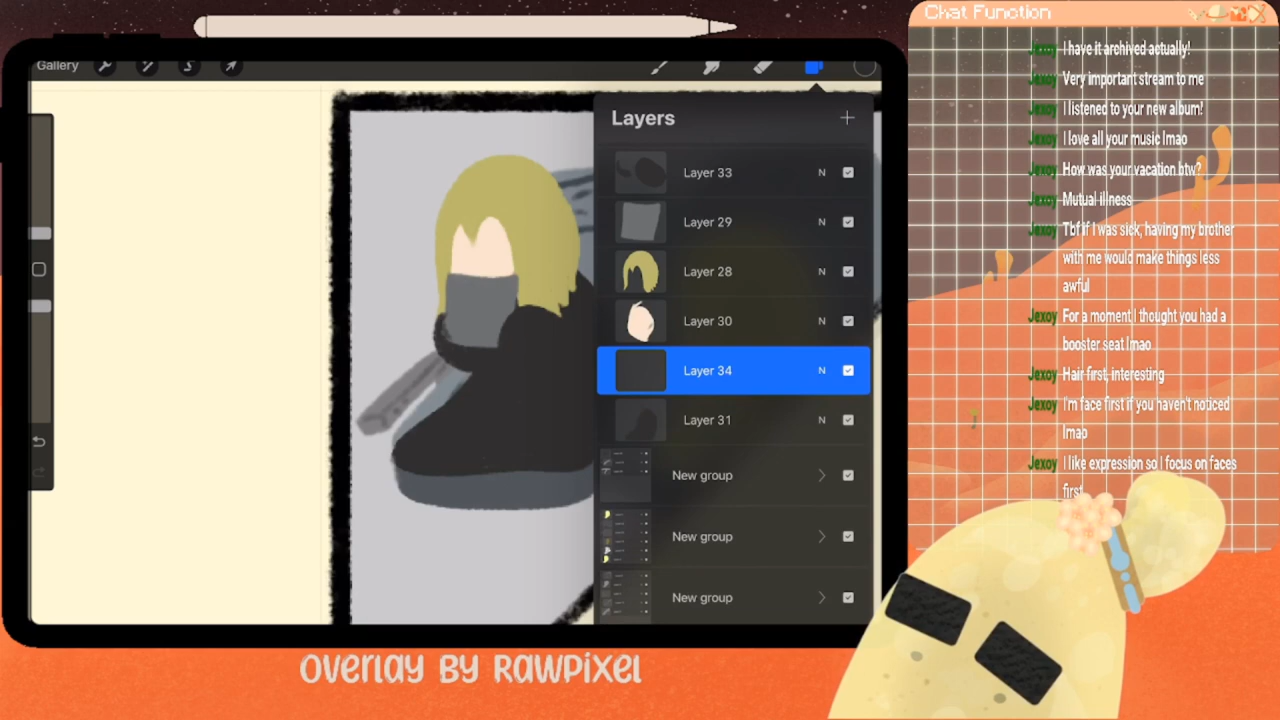 Chat Function
Gallery
Layers
Layer 33 N
Layer 29 N
Layer 28 N
Layer 30 N
Layer 34 N
Layer 31 N
New group
New group
New group
Jexoy I have it archived actually!
Jexoy Very important stream to me
Jexoy I listened to your new album!
Jexoy I love all your music lmao
Jexoy How was your vacation btw?
Jexoy Mutual illness
Jexoy Tbf if I was sick, having my brother
with me would make things less
awful
Jexoy For a moment I thought you had a
booster seat lmao
Jexoy Hair first, interesting
Jexoy I'm face first if you haven't noticed
lmao
Jexoy I like expression so I focus on faces
first
Overlay by Rawpixel